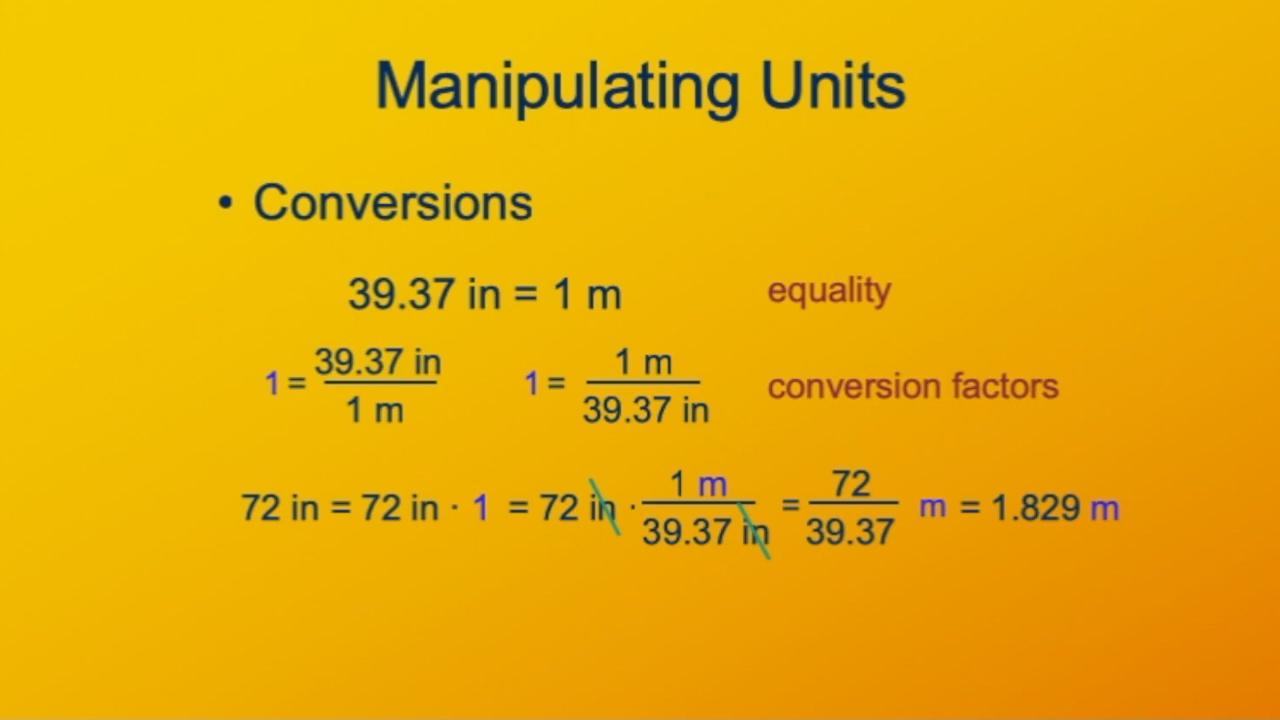 Manipulating Units
• Conversions
39.37 in = 1 m equality
1 = 39.37 in / 1 m 1 = 1 m / 39.37 in conversion factors
72 in = 72 in · 1 = 72 in · 1 m / 39.37 in = 72 / 39.37 m = 1.829 m